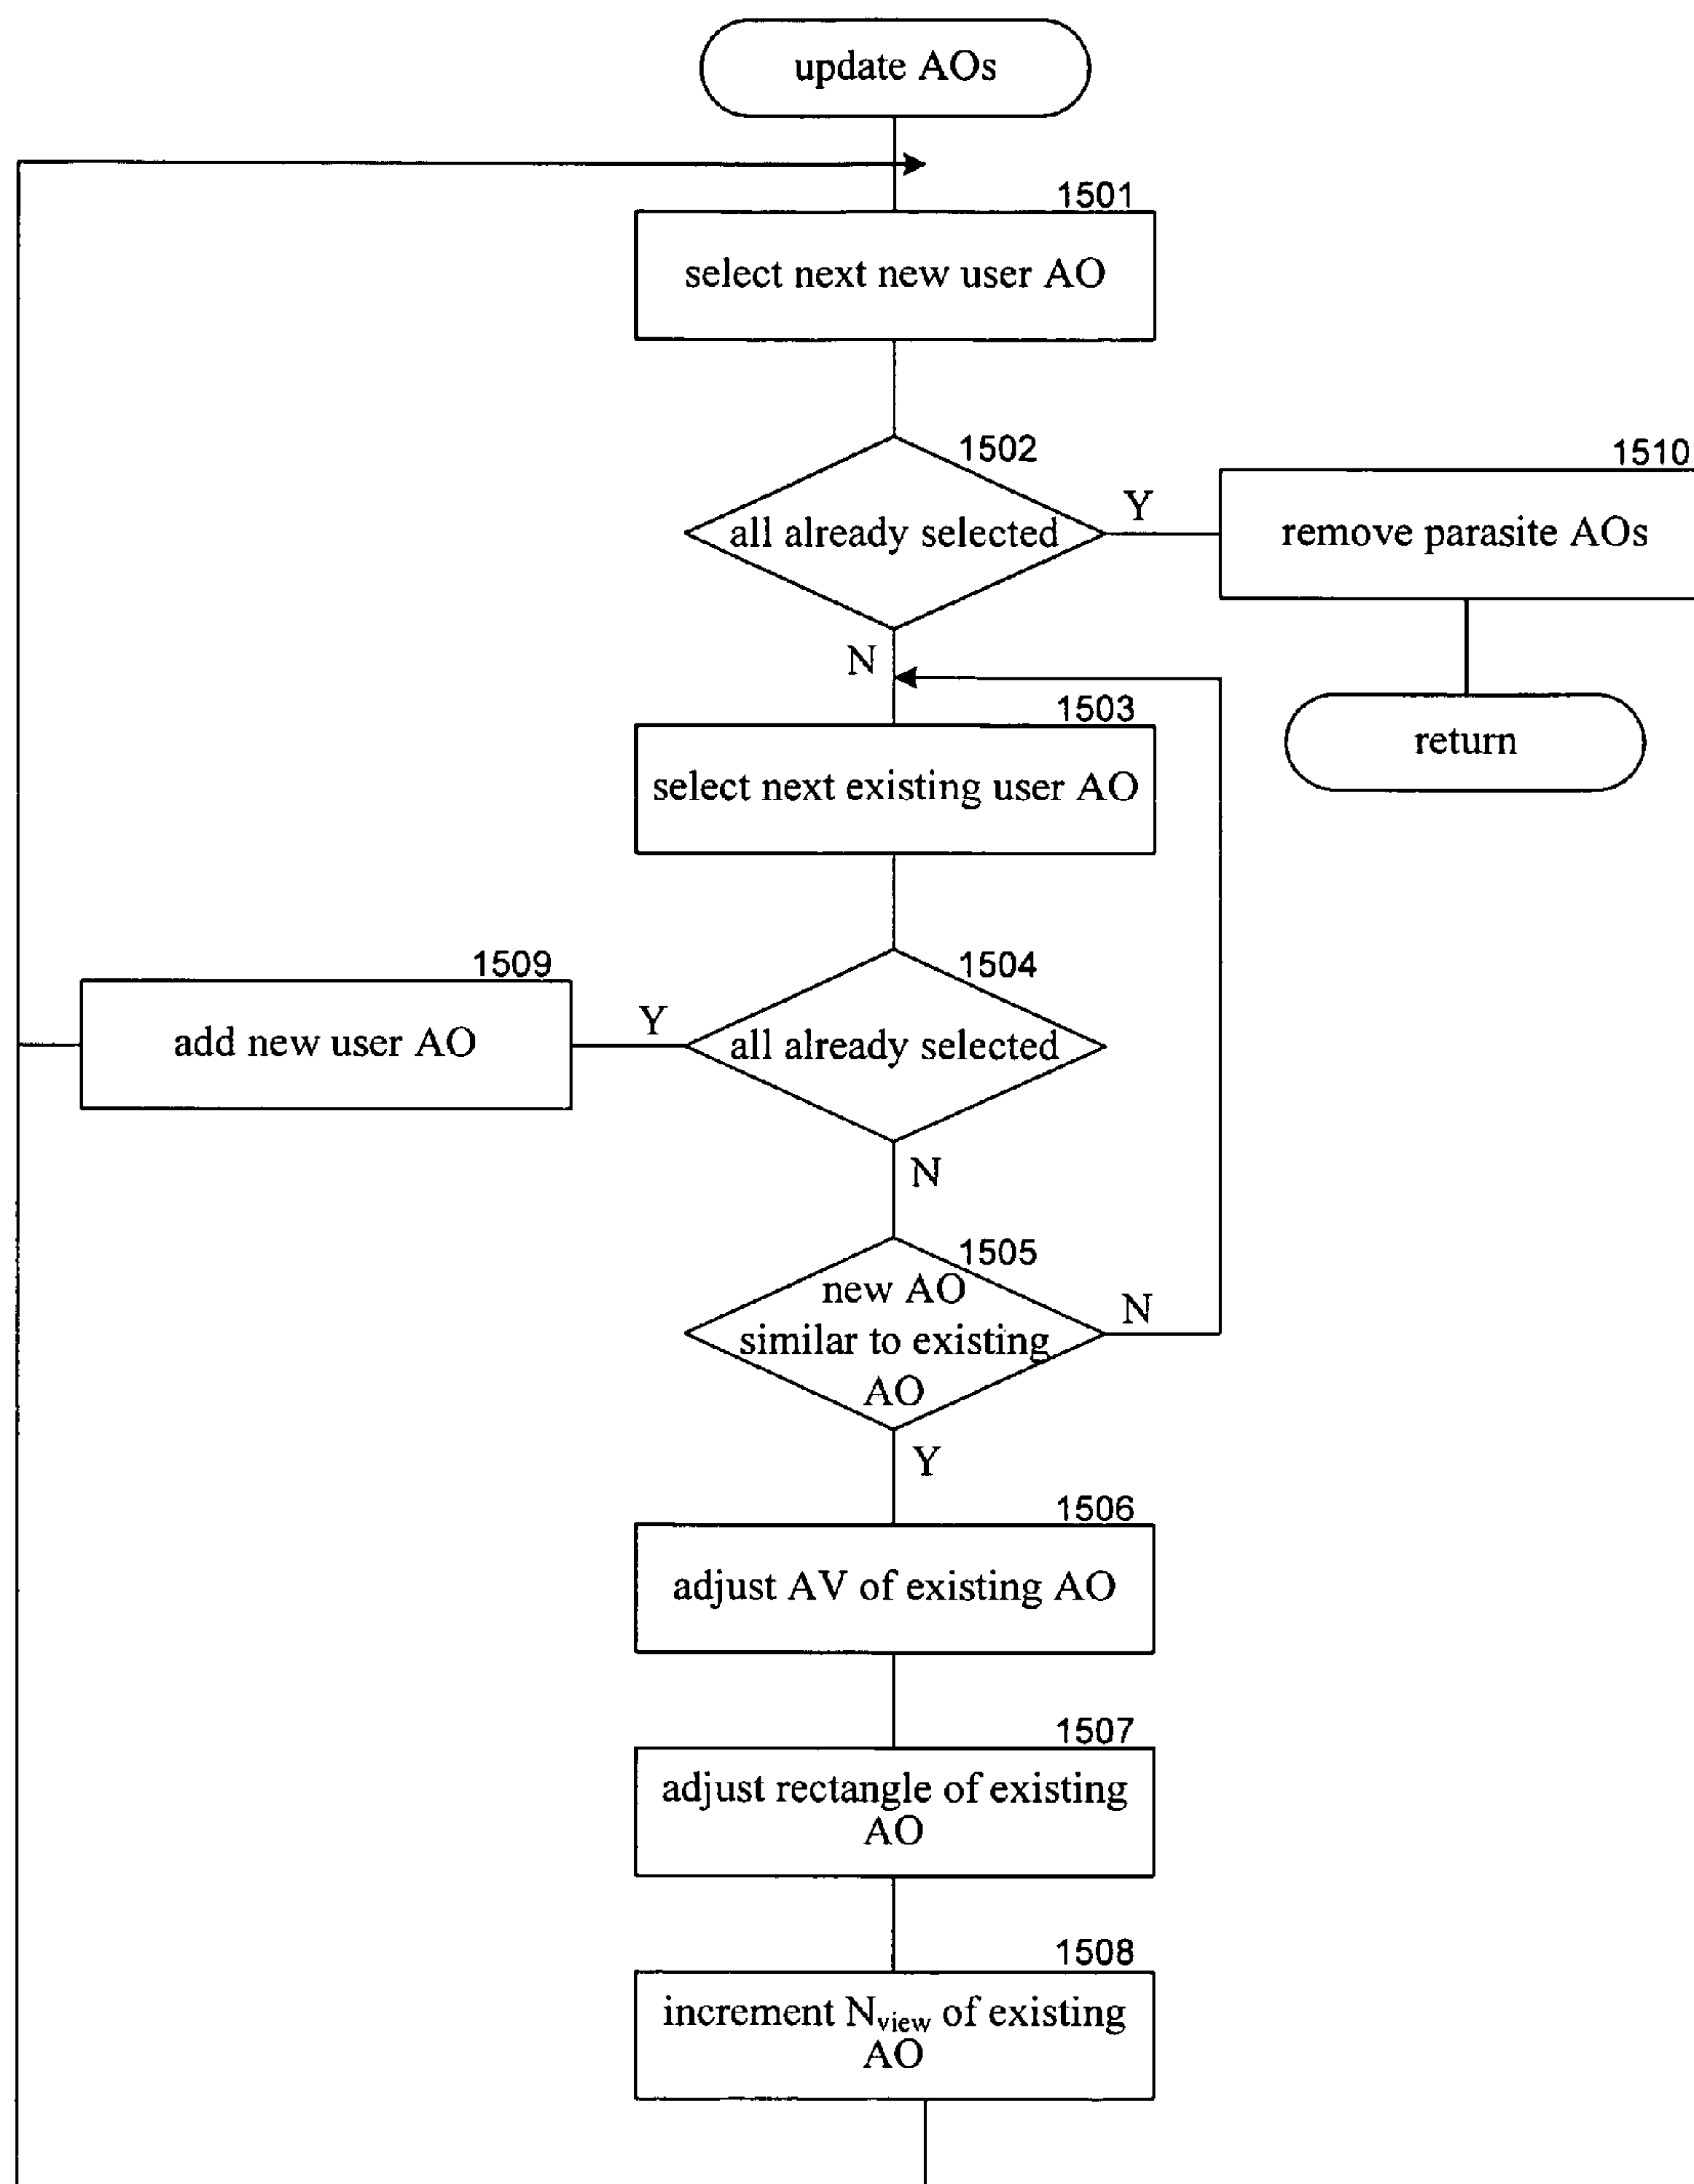 update AOs
1501
select next new user AO
1502
all already selected
Y
1510
remove parasite AOs
N
return
1503
select next existing user AO
1504
all already selected
Y
1509
add new user AO
N
1505
new AO
similar to existing
AO
N
Y
1506
adjust AV of existing AO
1507
adjust rectangle of existing
AO
1508
increment Nview of existing
AO